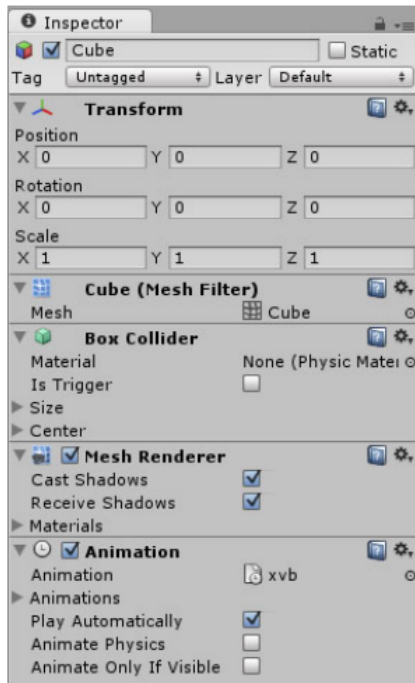 Inspector
Cube Static
Tag Untagged Layer Default
Transform
Position
X 0 Y 0 Z 0
Rotation
X 0 Y 0 Z 0
Scale
X 1 Y 1 Z 1
Cube (Mesh Filter)
Mesh Cube
Box Collider
Material None (Physic Mater
Is Trigger
Size
Center
Mesh Renderer
Cast Shadows
Receive Shadows
Materials
Animation
Animation xvb
Animations
Play Automatically
Animate Physics
Animate Only If Visible